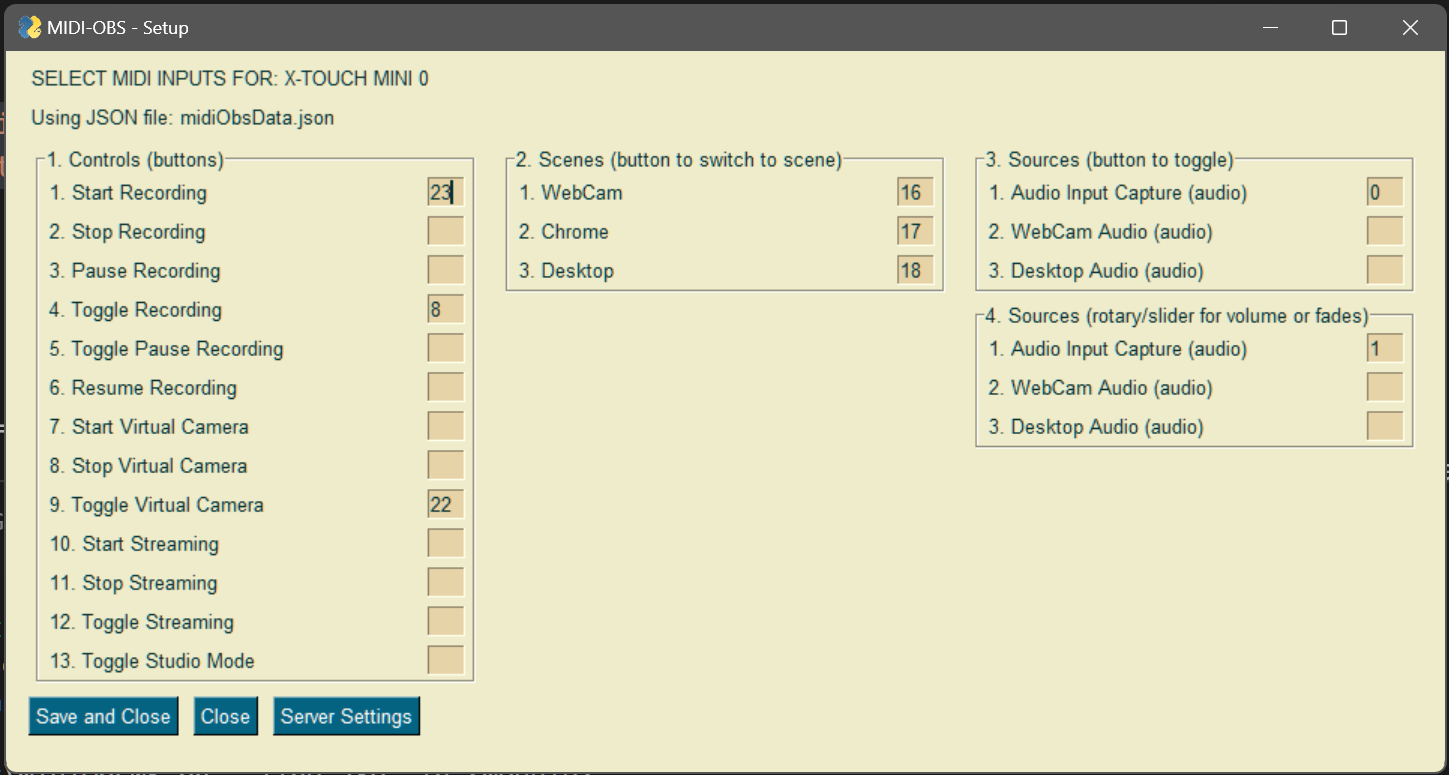 MIDI-OBS - Setup
SELECT MIDI INPUTS FOR: X-TOUCH MINI 0
Using JSON file: midiObsData.json
1. Controls (buttons)
1. Start Recording 23
2. Stop Recording
3. Pause Recording
4. Toggle Recording 8
5. Toggle Pause Recording
6. Resume Recording
7. Start Virtual Camera
8. Stop Virtual Camera
9. Toggle Virtual Camera 22
10. Start Streaming
11. Stop Streaming
12. Toggle Streaming
13. Toggle Studio Mode
2. Scenes (button to switch to scene)
1. WebCam 16
2. Chrome 17
3. Desktop 18
3. Sources (button to toggle)
1. Audio Input Capture (audio) 0
2. WebCam Audio (audio)
3. Desktop Audio (audio)
4. Sources (rotary/slider for volume or fades)
1. Audio Input Capture (audio) 1
2. WebCam Audio (audio)
3. Desktop Audio (audio)
Save and Close Close Server Settings